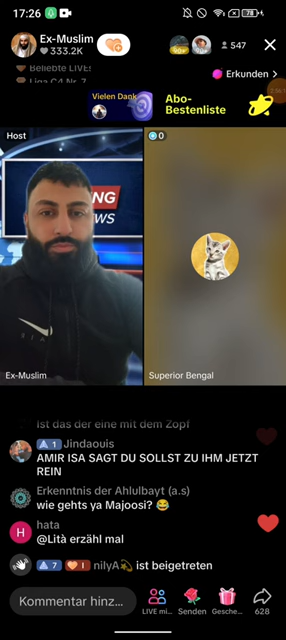 17:26
78
Ex-Muslim
333.2K
547
Beliebte LIVE!
Liga C4 Nr. 7
Erkunden >
Vielen Dank
Abo-
Bestenliste
Host
0
NG
WS
Ex-Muslim
Superior Bengal
Ist das der eine mit dem Zopf
1 Jindaouis
AMIR ISA SAGT DU SOLLST ZU IHM JETZT
REIN
Erkenntnis der Ahlulbayt (a.s)
wie gehts ya Majoosi? 😂
H
hata
@Lità erzähl mal
7 1 nilyA💫 ist beigetreten
Kommentar hinz...
LIVE mi... Senden Gesche... 628